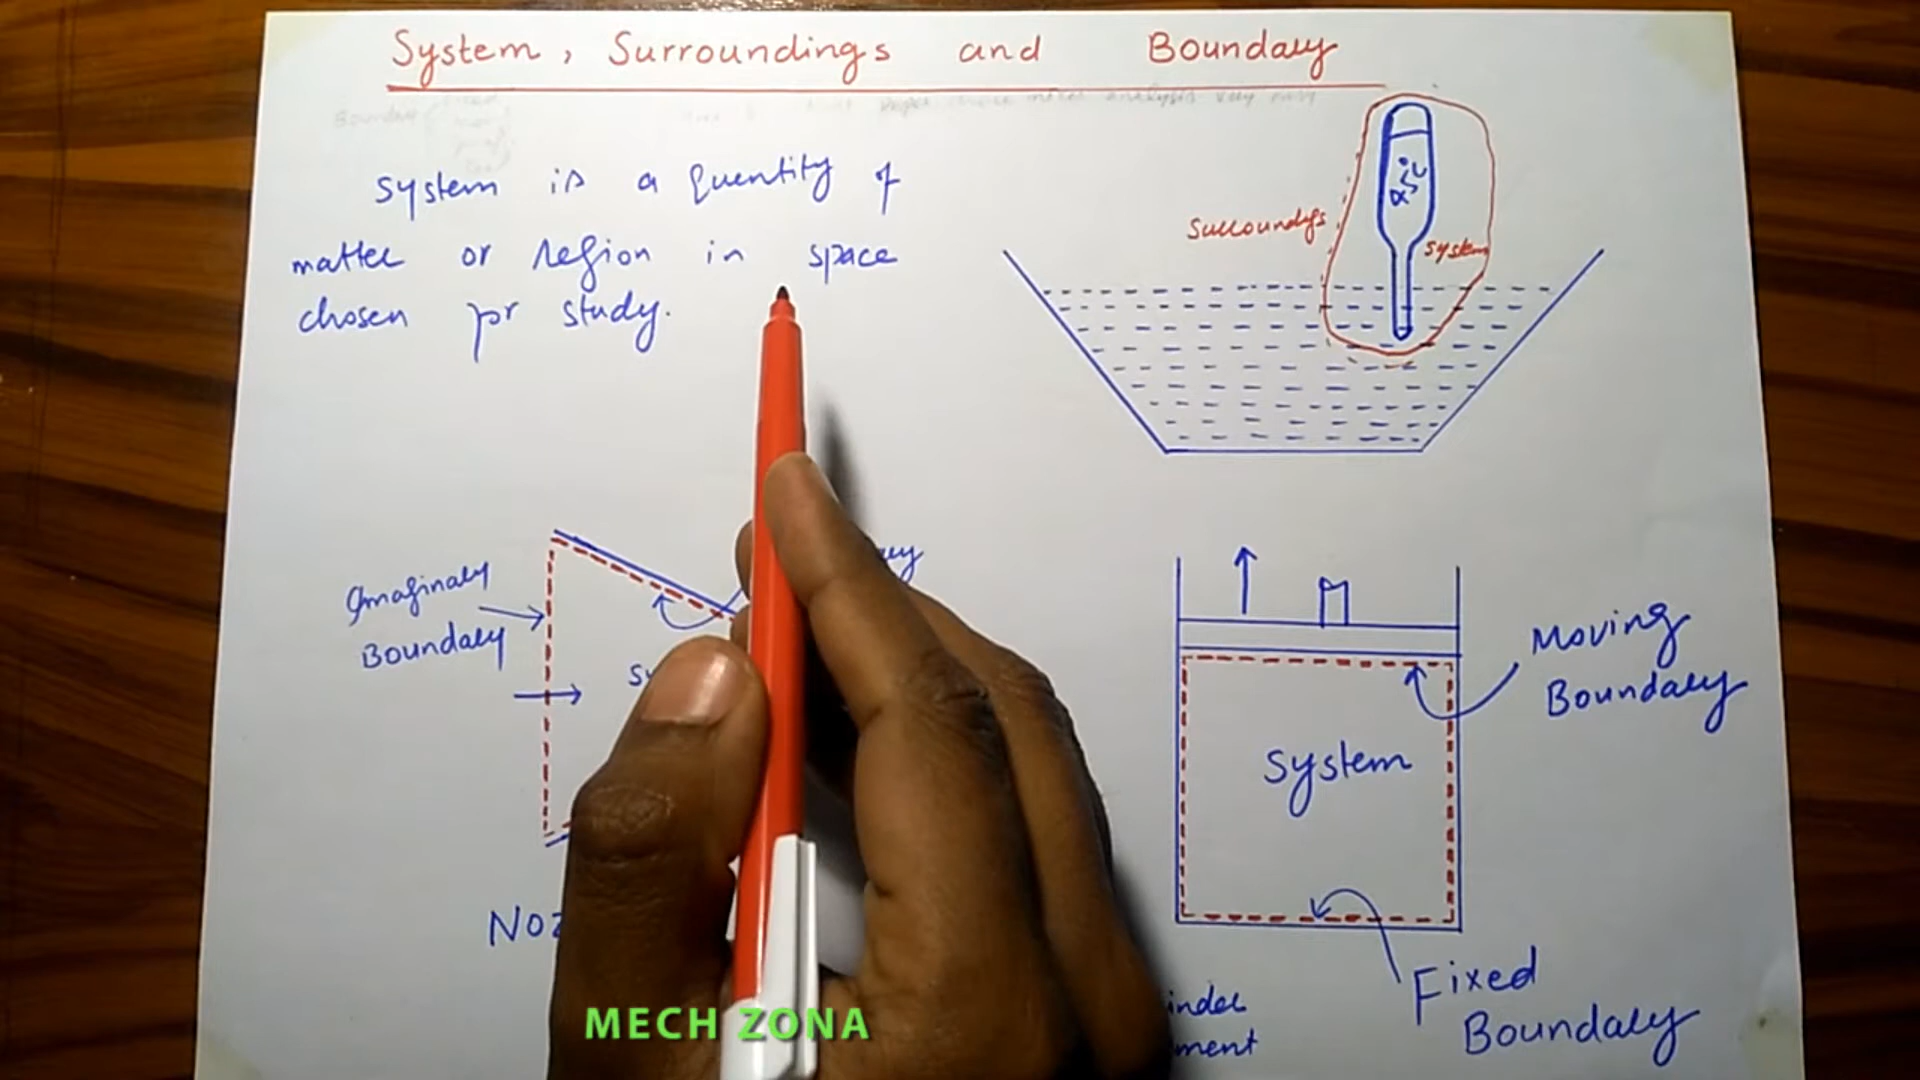 System, Surroundings and Boundary
System is a quantity of
matter or region in space
chosen for study.
Surroundings
system
Imaginary
Boundary
System
Moving
Boundary
Fixed
Boundary
MECH ZONA